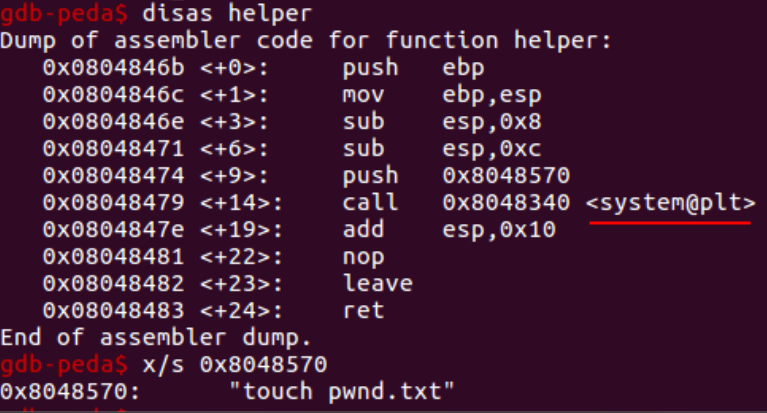 gdb-peda$ disas helper
Dump of assembler code for function helper:
   0x0804846b <+0>:     push   ebp
   0x0804846c <+1>:     mov    ebp,esp
   0x0804846e <+3>:     sub    esp,0x8
   0x08048471 <+6>:     sub    esp,0xc
   0x08048474 <+9>:     push   0x8048570
   0x08048479 <+14>:    call   0x8048340 <system@plt>
   0x0804847e <+19>:    add    esp,0x10
   0x08048481 <+22>:    nop
   0x08048482 <+23>:    leave
   0x08048483 <+24>:    ret
End of assembler dump.
gdb-peda$ x/s 0x8048570
0x8048570:      "touch pwnd.txt"